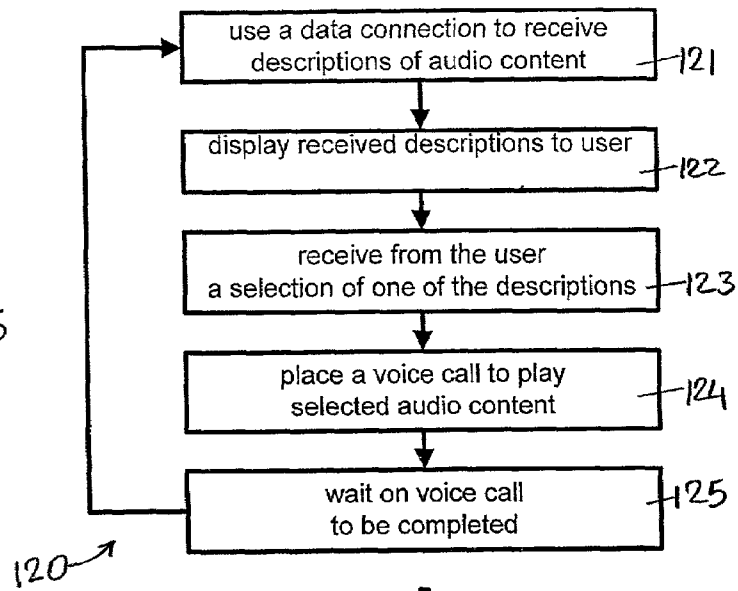 use a data connection to receive
descriptions of audio content
121
display received descriptions to user
122
receive from the user
a selection of one of the descriptions
123
place a voice call to play
selected audio content
124
wait on voice call
to be completed
125
120